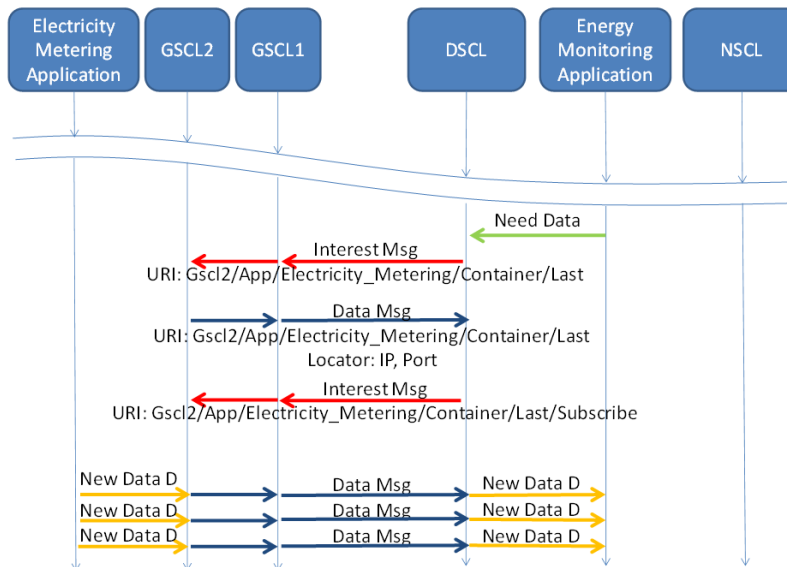 Electricity
Metering
Application
GSCL2
GSCL1
DSCL
Energy
Monitoring
Application
NSCL
Need Data
Interest Msg
URI: Gscl2/App/Electricity_Metering/Container/Last
Data Msg
URI: Gscl2/App/Electricity_Metering/Container/Last
Locator: IP, Port
Interest Msg
URI: Gscl2/App/Electricity_Metering/Container/Last/Subscribe
New Data D Data Msg New Data D
New Data D Data Msg New Data D
New Data D Data Msg New Data D